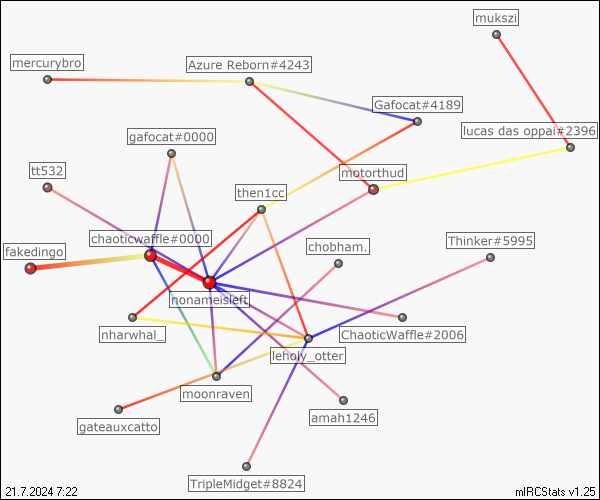 mukszi
mercurybro
Azure Reborn#4243
Gafocat#4189
lucas das oppai#2396
gafocat#0000
tt532
motorthud
then1cc
chaoticwaffle#0000
Thinker#5995
fakedingo
chobham.
nonameisleft
nharwhal_
ChaoticWaffle#2006
leholy_otter
moonraven
amah1246
gateauxcatto
TripleMidget#8824
21.7.2024 7:22
mIRCStats v1.25